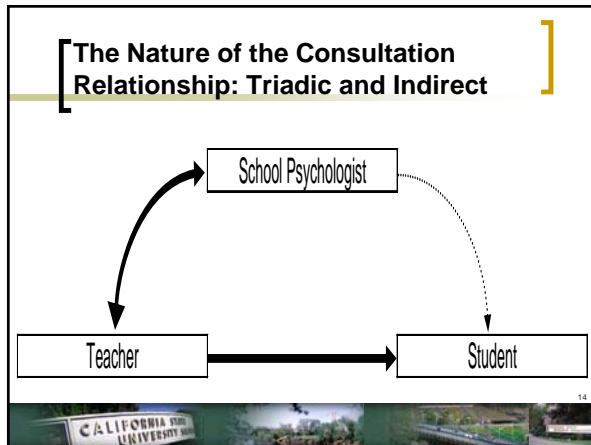 The Nature of the Consultation
Relationship: Triadic and Indirect
School Psychologist
Teacher
Student
14
CALIFORNIA STATE
UNIVERSITY